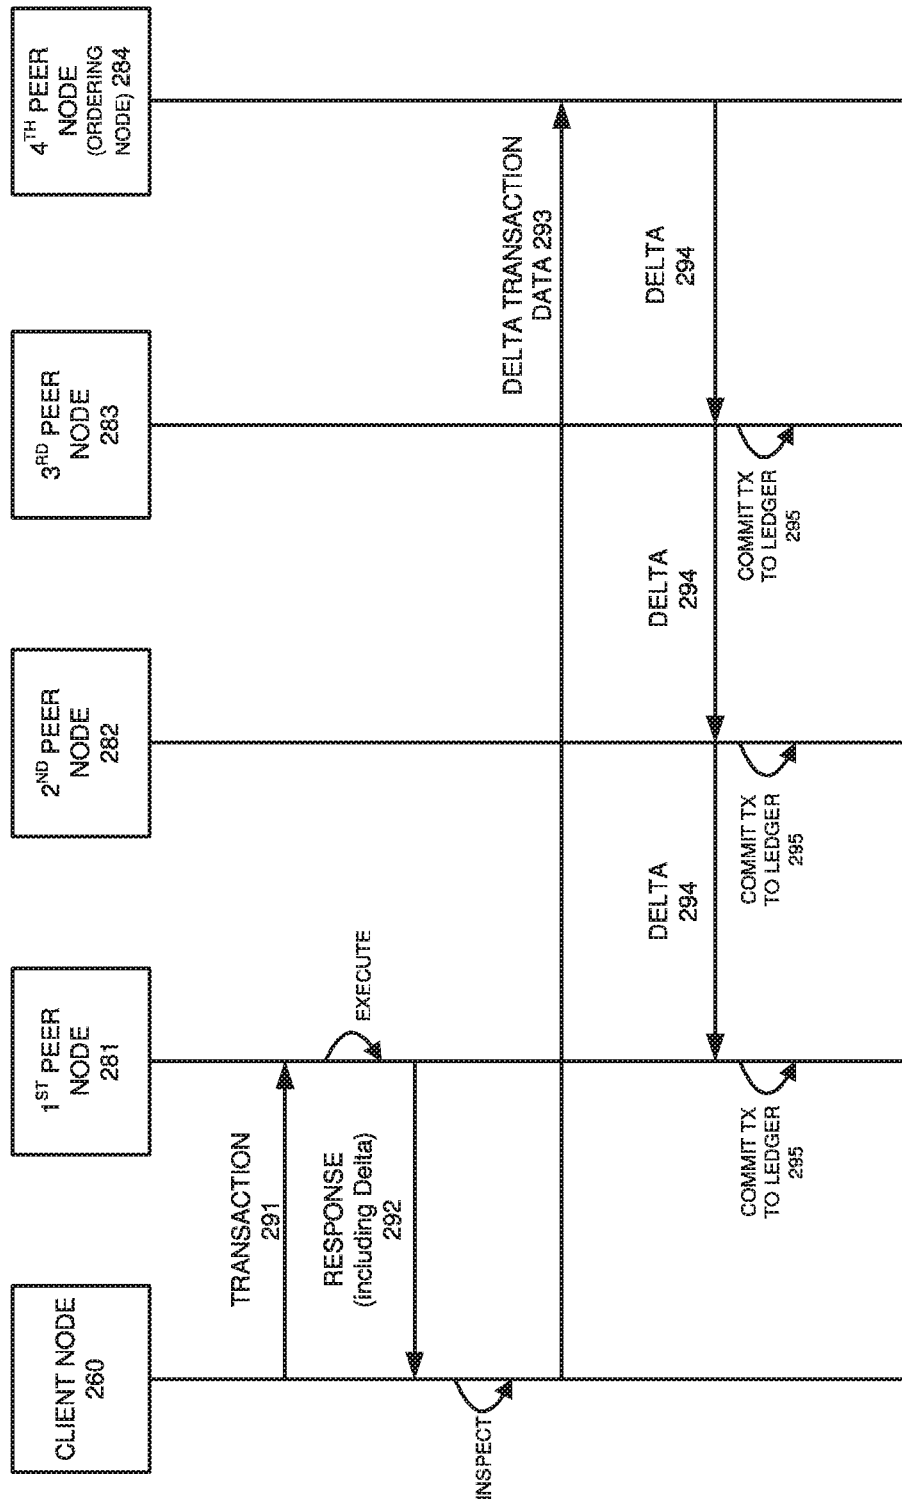 CLIENT NODE
260
1ST PEER
NODE
281
2ND PEER
NODE
282
3RD PEER
NODE
283
4TH PEER
NODE
(ORDERING
NODE) 284
TRANSACTION
291
EXECUTE
RESPONSE
(including Delta)
292
INSPECT
DELTA TRANSACTION
DATA 293
DELTA
294
DELTA
294
DELTA
294
COMMIT TX
TO LEDGER
295
COMMIT TX
TO LEDGER
295
COMMIT TX
TO LEDGER
295